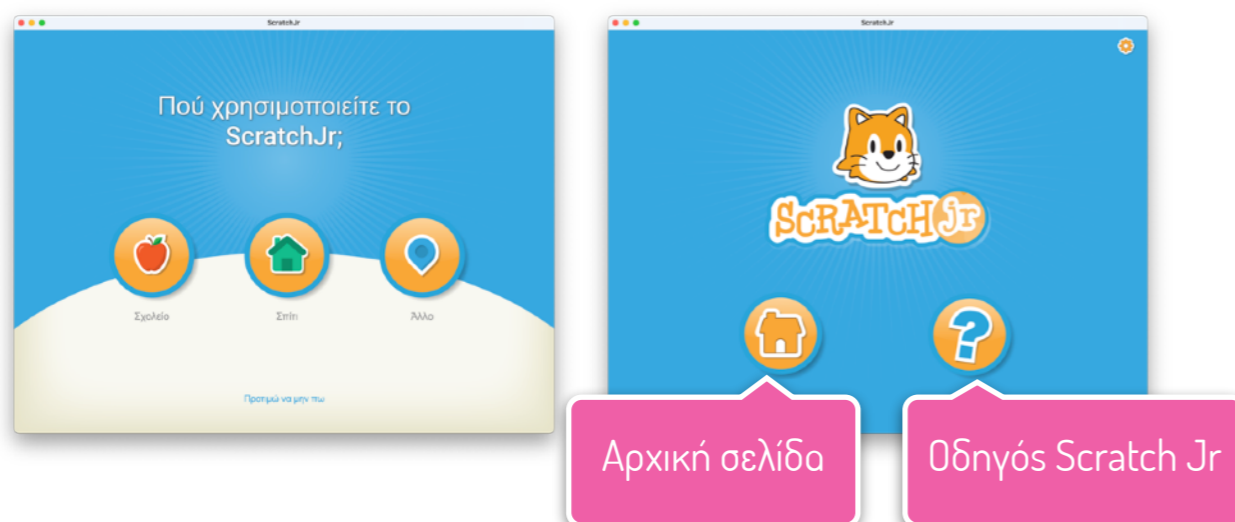 ScratchJr
Πού χρησιμοποιείτε το
ScratchJr;
Σχολείο
Σπίτι
Άλλο
Προτιμώ να μην πω
ScratchJr
SCRATCH jr
Αρχική σελίδα
Οδηγός Scratch Jr